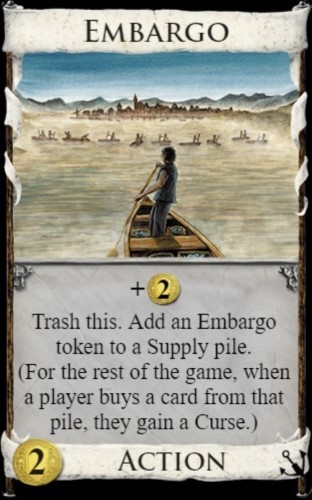 EMBARGO
+ 2
Trash this. Add an Embargo
token to a Supply pile.
(For the rest of the game, when
a player buys a card from that
pile, they gain a Curse.)
2 ACTION